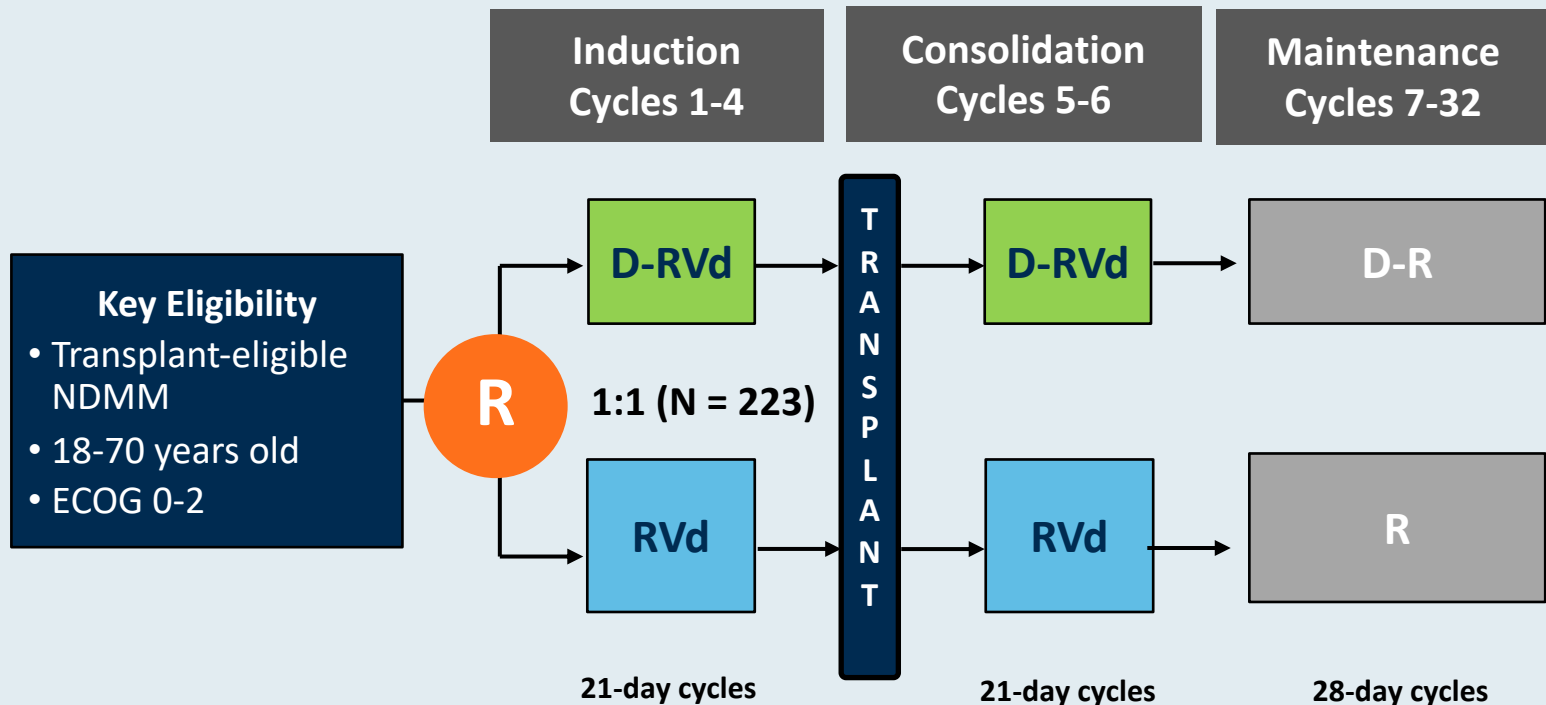 Induction
Cycles 1-4
Consolidation
Cycles 5-6
Maintenance
Cycles 7-32
Key Eligibility
• Transplant-eligible
NDMM
• 18-70 years old
• ECOG 0-2
R
1:1 (N = 223)
D-RVd
RVd
T
R
A
N
S
P
L
A
N
T
D-RVd
RVd
D-R
R
21-day cycles
21-day cycles
28-day cycles